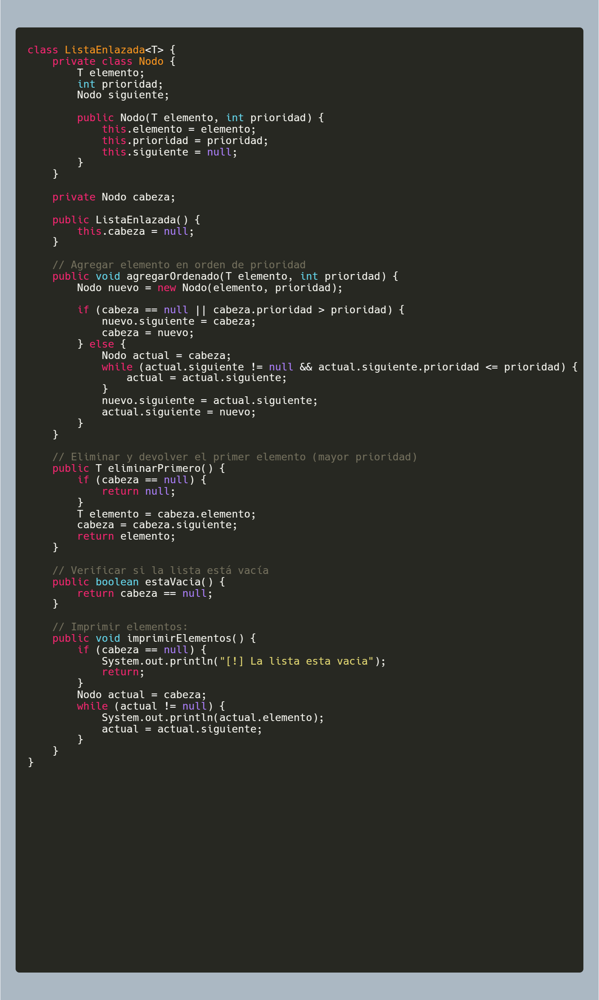 class ListaEnlazada<T> {
    private class Nodo {
        T elemento;
        int prioridad;
        Nodo siguiente;

        public Nodo(T elemento, int prioridad) {
            this.elemento = elemento;
            this.prioridad = prioridad;
            this.siguiente = null;
        }
    }

    private Nodo cabeza;

    public ListaEnlazada() {
        this.cabeza = null;
    }

    // Agregar elemento en orden de prioridad
    public void agregarOrdenado(T elemento, int prioridad) {
        Nodo nuevo = new Nodo(elemento, prioridad);

        if (cabeza == null || cabeza.prioridad > prioridad) {
            nuevo.siguiente = cabeza;
            cabeza = nuevo;
        } else {
            Nodo actual = cabeza;
            while (actual.siguiente != null && actual.siguiente.prioridad <= prioridad) {
                actual = actual.siguiente;
            }
            nuevo.siguiente = actual.siguiente;
            actual.siguiente = nuevo;
        }
    }

    // Eliminar y devolver el primer elemento (mayor prioridad)
    public T eliminarPrimero() {
        if (cabeza == null) {
            return null;
        }
        T elemento = cabeza.elemento;
        cabeza = cabeza.siguiente;
        return elemento;
    }

    // Verificar si la lista está vacía
    public boolean estaVacia() {
        return cabeza == null;
    }

    // Imprimir elementos:
    public void imprimirElementos() {
        if (cabeza == null) {
            System.out.println("[!] La lista esta vacia");
            return;
        }
        Nodo actual = cabeza;
        while (actual != null) {
            System.out.println(actual.elemento);
            actual = actual.siguiente;
        }
    }
}